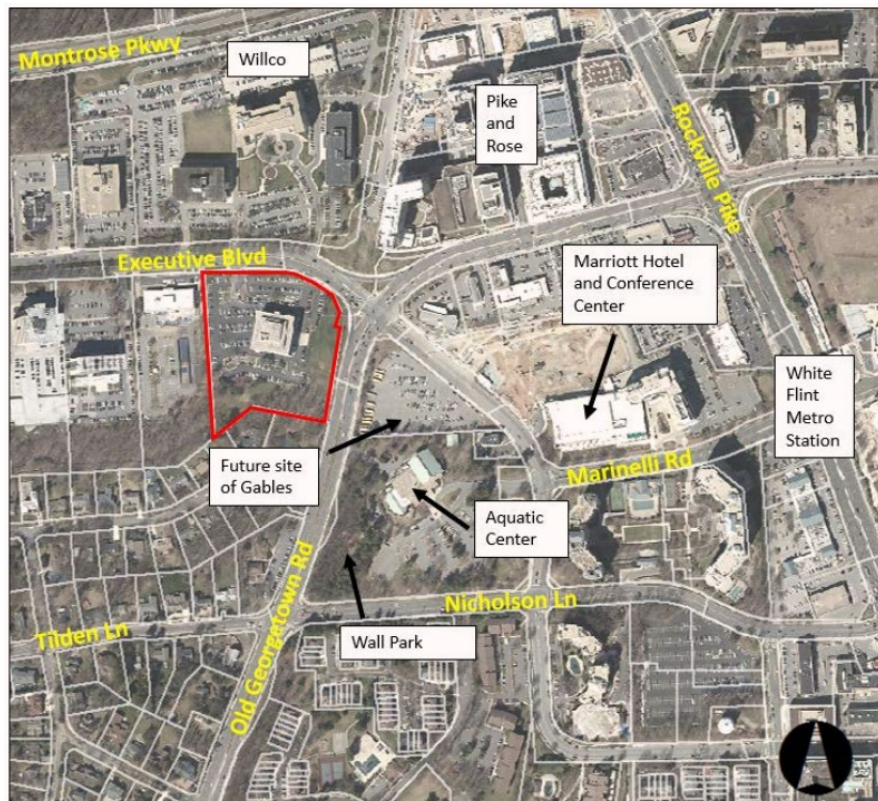 Montrose Pkwy
Willco
Pike
and
Rose
Rockville Pike
Executive Blvd
Marriott Hotel
and Conference
Center
White
Flint
Metro
Station
Future site
of Gables
Marinelli Rd
Aquatic
Center
Old Georgetown Rd
Nicholson Ln
Tilden Ln
Wall Park